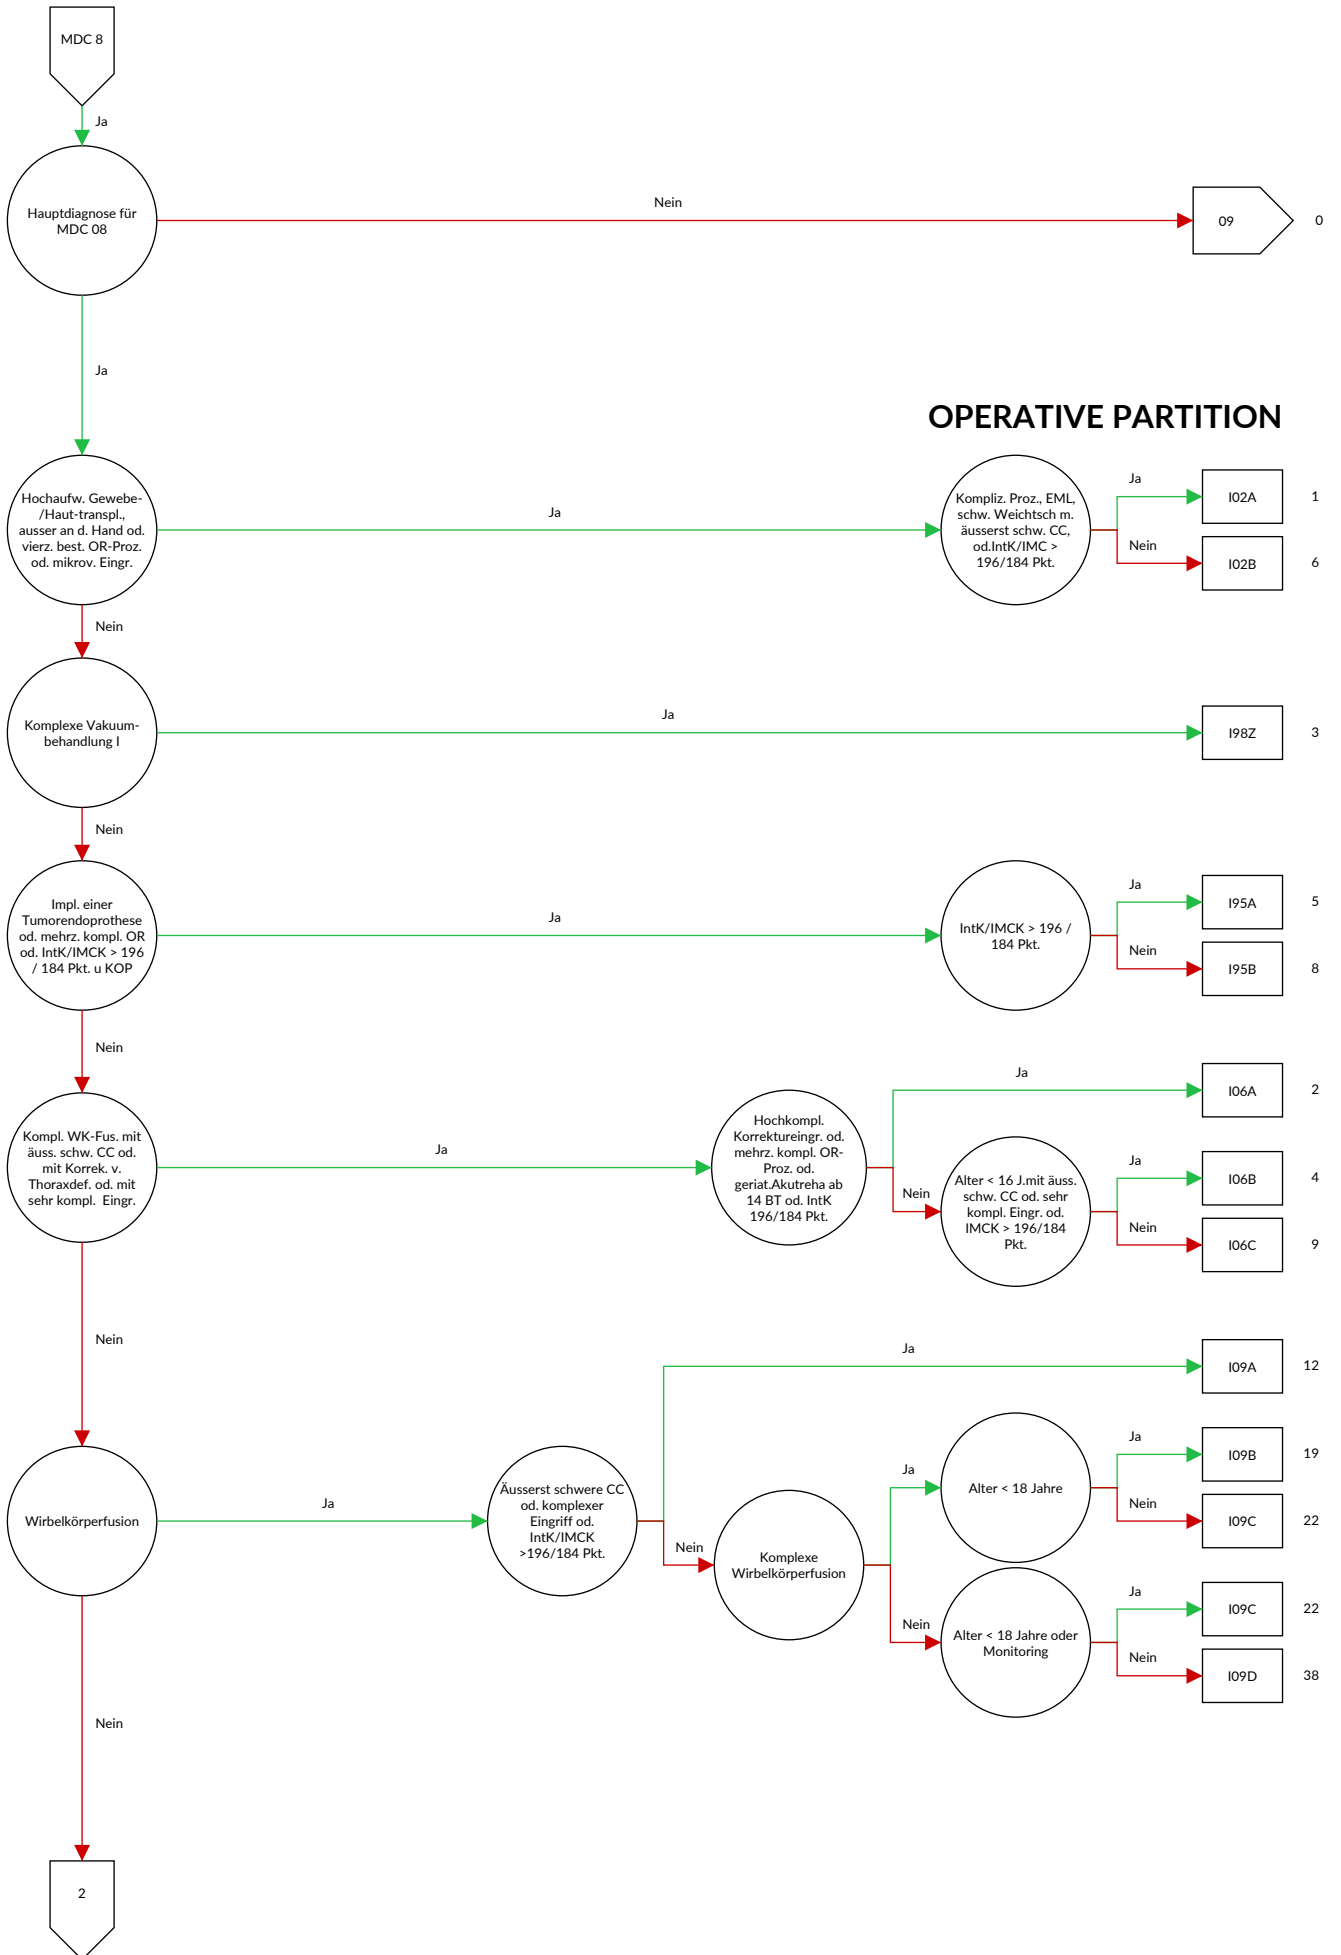 MDC 8
Ja
Hauptdiagnose für
MDC 08
Nein
09
0
Ja
OPERATIVE PARTITION
Hochaufw. Gewebe-
/Haut-transpl.,
ausser an d. Hand od.
vierz. best. OR-Proz.
od. mikrov. Eingr.
Ja
Kompliz. Proz., EML,
schw. Weichtsch m.
äusserst schw. CC,
od.IntK/IMC >
196/184 Pkt.
Ja
I02A
1
Nein
I02B
6
Nein
Komplexe Vakuum-
behandlung I
Ja
I98Z
3
Nein
Impl. einer
Tumorendoprothese
od. mehrz. kompl. OR
od. IntK/IMCK > 196
/ 184 Pkt. u KOP
Ja
IntK/IMCK > 196 /
184 Pkt.
Ja
I95A
5
Nein
I95B
8
Nein
Kompl. WK-Fus. mit
äuss. schw. CC od.
mit Korrek. v.
Thoraxdef. od. mit
sehr kompl. Eingr.
Ja
Hochkompl.
Korrektureingr. od.
mehrz. kompl. OR-
Proz. od.
geriat.Akutreha ab
14 BT od. IntK
196/184 Pkt.
Ja
I06A
2
Nein
Alter < 16 J.mit äuss.
schw. CC od. sehr
kompl. Eingr. od.
IMCK > 196/184
Pkt.
Ja
I06B
4
Nein
I06C
9
Nein
Wirbelkörperfusion
Ja
Äusserst schwere CC
od. komplexer
Eingriff od.
IntK/IMCK
>196/184 Pkt.
Ja
I09A
12
Nein
Komplexe
Wirbelkörperfusion
Ja
Alter < 18 Jahre
Ja
I09B
19
Nein
I09C
22
Nein
Alter < 18 Jahre oder
Monitoring
Ja
I09C
22
Nein
I09D
38
Nein
2